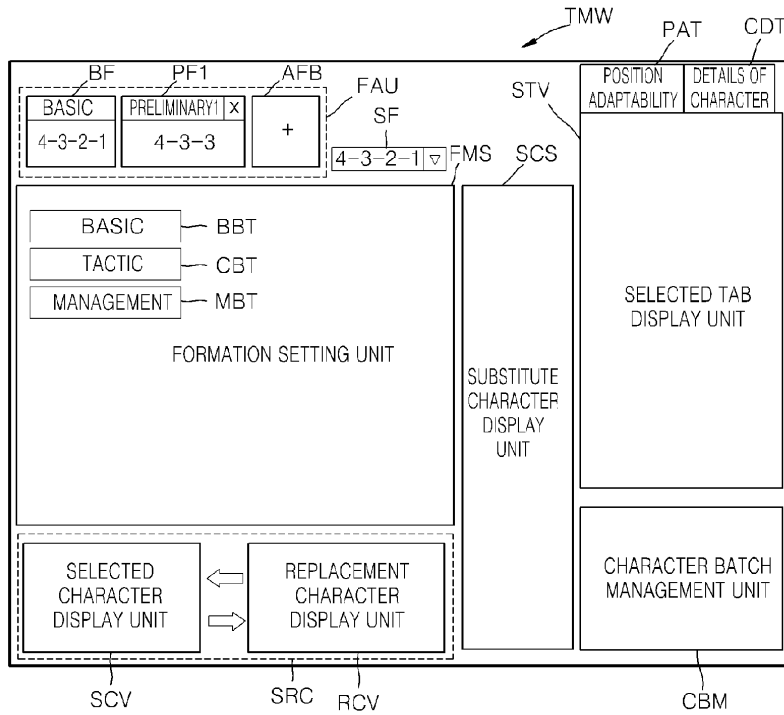 TMW
PAT
CDT
BF
PF1
AFB
FAU
SF
STV
POSITION
ADAPTABILITY
DETAILS OF
CHARACTER
BASIC
4-3-2-1
PRELIMINARY1 X
4-3-3
+
4-3-2-1 ▽
FMS
SCS
BASIC
BBT
TACTIC
CBT
MANAGEMENT
MBT
FORMATION SETTING UNIT
SUBSTITUTE
CHARACTER
DISPLAY
UNIT
SELECTED TAB
DISPLAY UNIT
SELECTED
CHARACTER
DISPLAY UNIT
REPLACEMENT
CHARACTER
DISPLAY UNIT
CHARACTER BATCH
MANAGEMENT UNIT
SCV
SRC
RCV
CBM